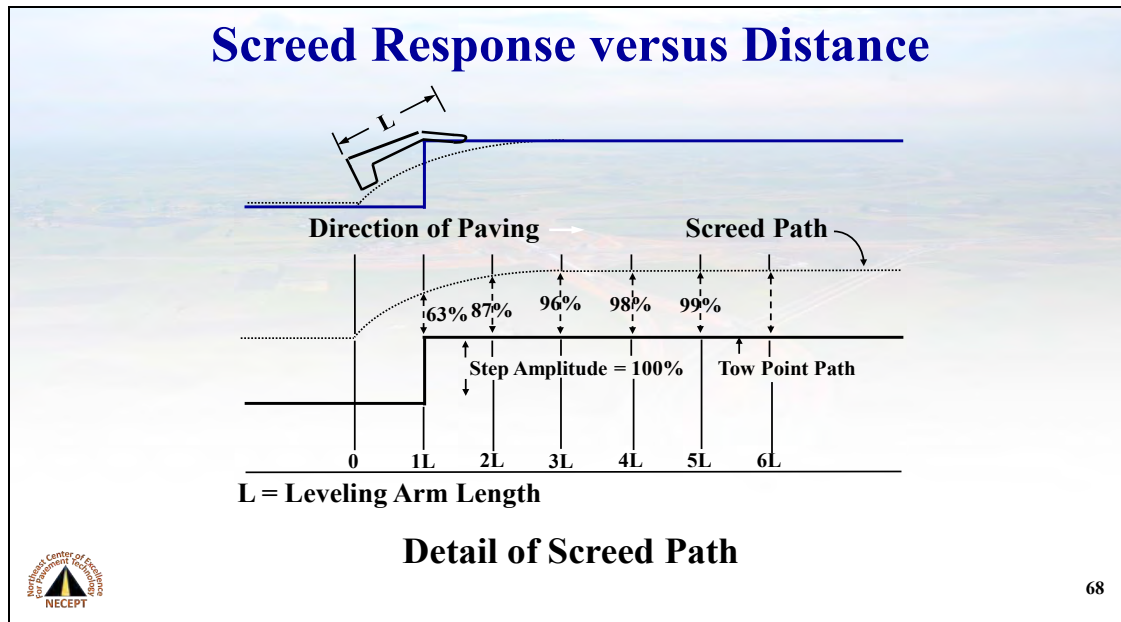 Screed Response versus Distance
L
Direction of Paving
Screed Path
63% 87% 96% 98% 99%
Step Amplitude = 100%
Tow Point Path
0 1L 2L 3L 4L 5L 6L
L = Leveling Arm Length
Detail of Screed Path
Northeast Center of Excellence
For Pavement Technology
NECEPT
68